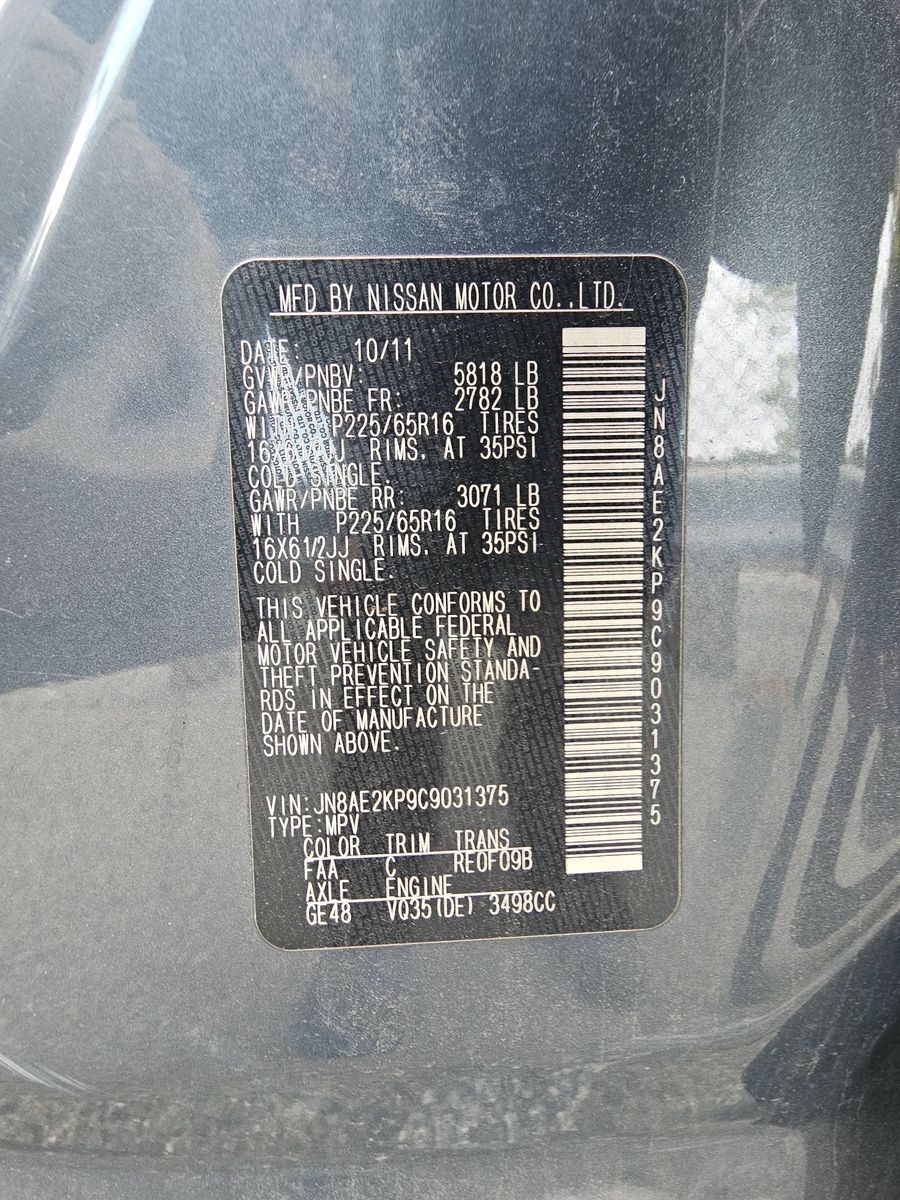 MFD BY NISSAN MOTOR CO.,LTD.
DATE: 10/11
GVWR/PNBV: 5818 LB
GAWR/PNBE FR: 2782 LB
WITH P225/65R16 TIRES
16X61/2JJ RIMS. AT 35PSI
COLD SINGLE.
GAWR/PNBE RR: 3071 LB
WITH P225/65R16 TIRES
16X61/2JJ RIMS. AT 35PSI
COLD SINGLE.
THIS VEHICLE CONFORMS TO
ALL APPLICABLE FEDERAL
MOTOR VEHICLE SAFETY AND
THEFT PREVENTION STANDA-
RDS IN EFFECT ON THE
DATE OF MANUFACTURE
SHOWN ABOVE.
VIN:JN8AE2KP9C9031375
TYPE:MPV
COLOR TRIM TRANS
FAA C RE0F09B
AXLE ENGINE
GE48 VQ35(DE) 3498CC
JN8AE2KP9C9031375